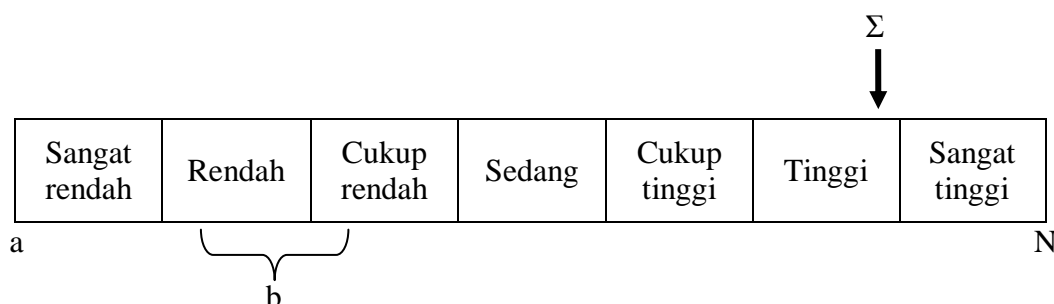 Σ
Sangat
rendah
Rendah
Cukup
rendah
Sedang
Cukup
tinggi
Tinggi
Sangat
tinggi
a
N
b